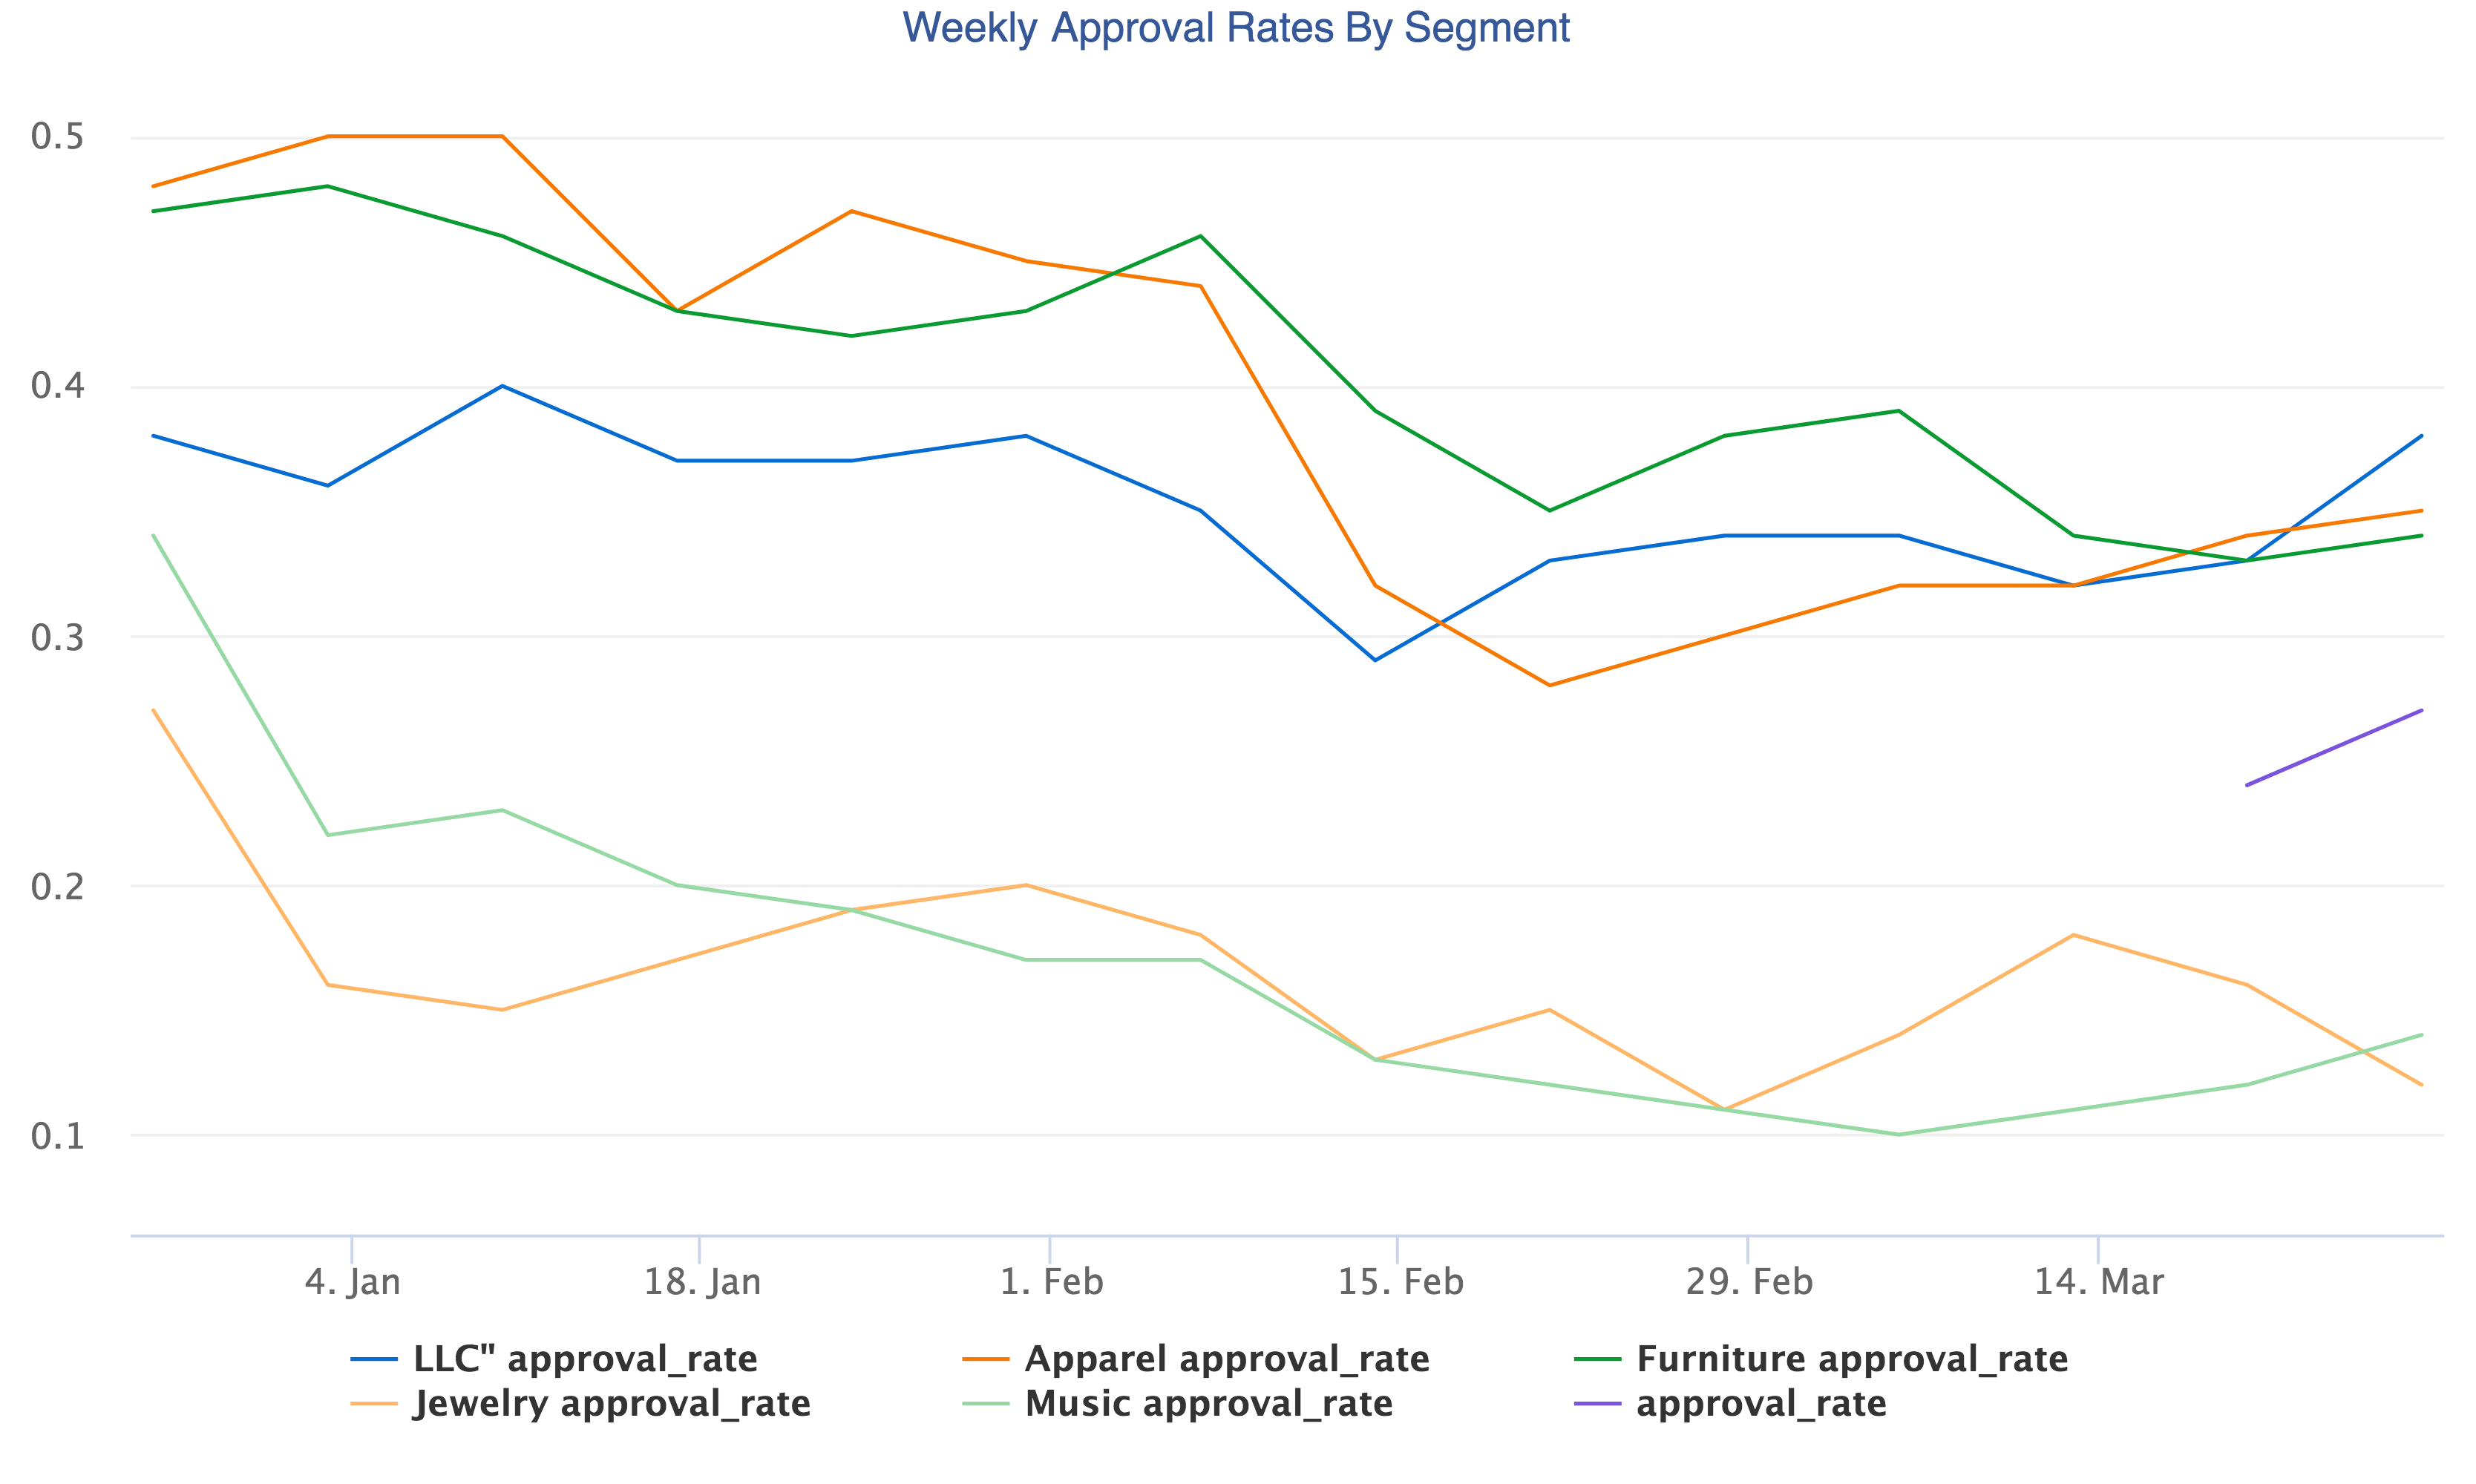 Weekly Approval Rates By Segment
0.5
0.4
0.3
0.2
0.1
4. Jan 18. Jan 1. Feb 15. Feb 29. Feb 14. Mar
LLC" approval_rate Apparel approval_rate Furniture approval_rate
Jewelry approval_rate Music approval_rate approval_rate